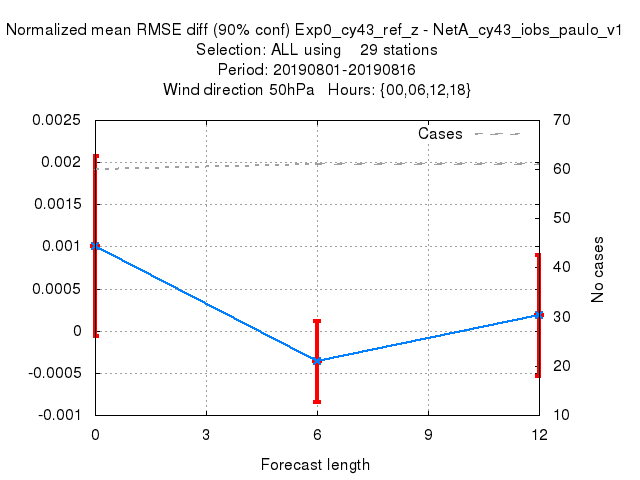 Normalized mean RMSE diff (90% conf) Exp0_cy43_ref_z - NetA_cy43_iobs_paulo_v1
Selection: ALL using    29 stations
Period: 20190801-20190816
Wind direction 50hPa   Hours: {00,06,12,18}
Cases
0.0025
0.002
0.0015
0.001
0.0005
0
-0.0005
-0.001
70
60
50
40
30
20
10
No cases
0
3
6
9
12
Forecast length